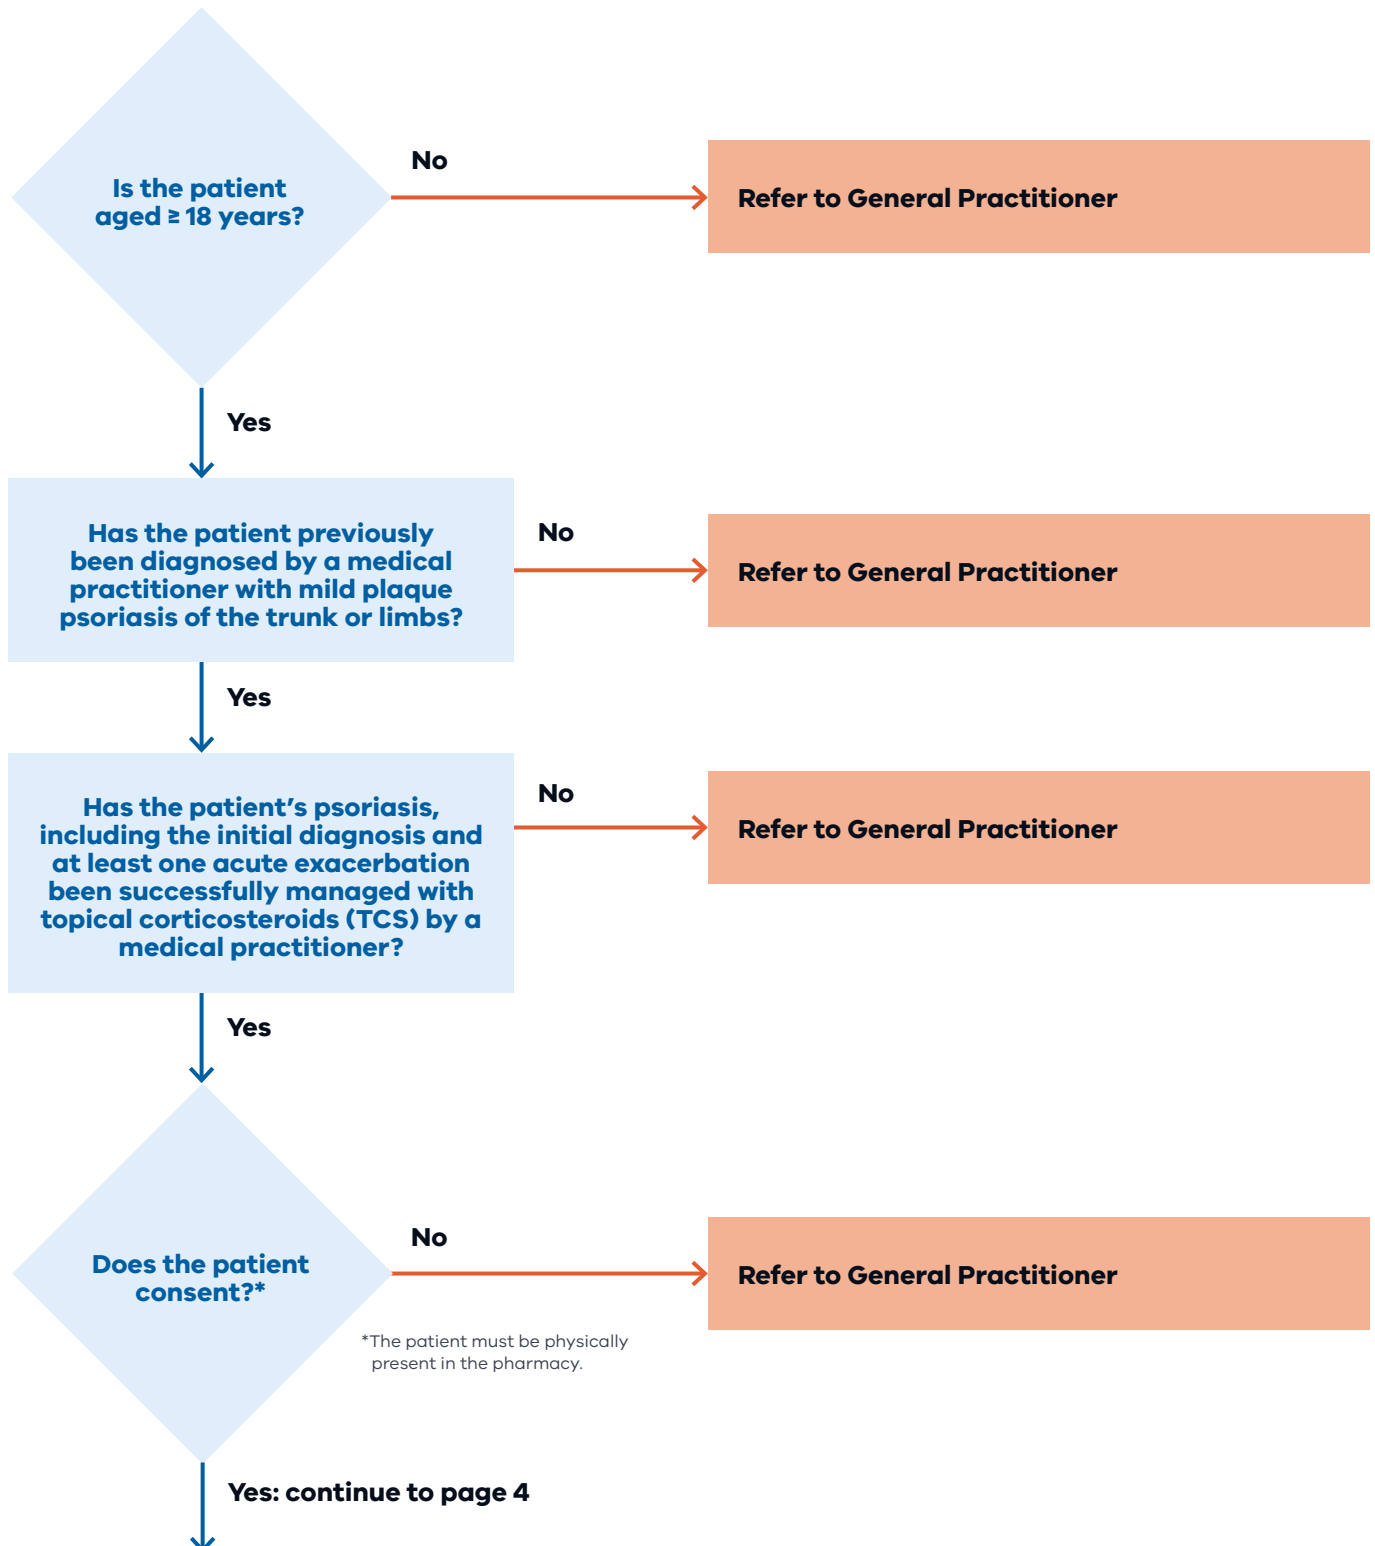 Is the patient
aged ≥ 18 years?
No
Refer to General Practitioner
Yes
Has the patient previously
been diagnosed by a medical
practitioner with mild plaque
psoriasis of the trunk or limbs?
No
Refer to General Practitioner
Yes
Has the patient’s psoriasis,
including the initial diagnosis and
at least one acute exacerbation
been successfully managed with
topical corticosteroids (TCS) by a
medical practitioner?
No
Refer to General Practitioner
Yes
Does the patient
consent?*
No
Refer to General Practitioner
*The patient must be physically
present in the pharmacy.
Yes: continue to page 4